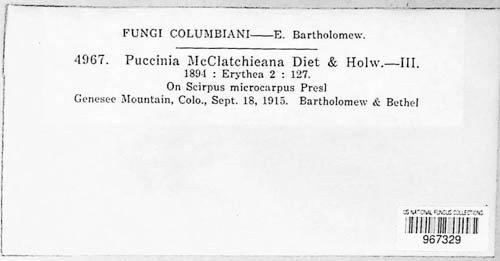 FUNGI COLUMBIANI—E. Bartholomew.
4967. Puccinia McClatchieana Diet & Holw.—III.
1894 : Erythea 2 : 127.
On Scirpus microcarpus Presl
Genesee Mountain, Colo., Sept. 18, 1915. Bartholomew & Bethel
US NATIONAL FUNGUS COLLECTIONS
967329